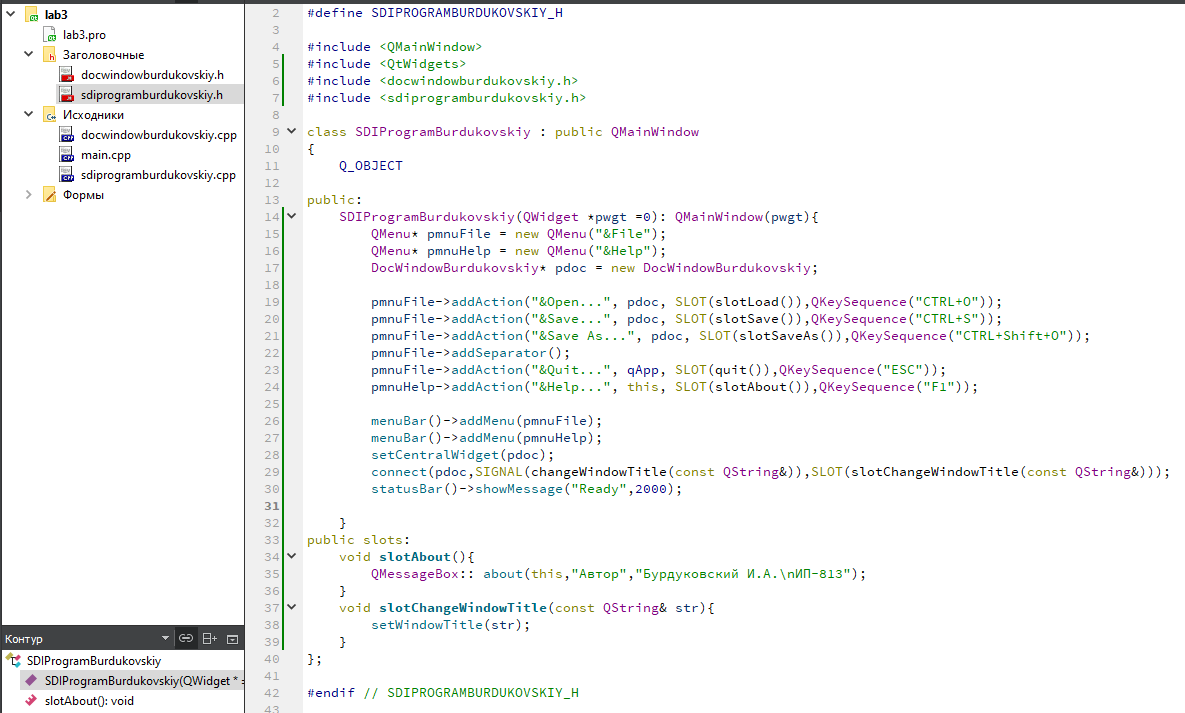 lab3
lab3.pro
Заголовочные
docwindowburdukovskiy.h
sdiprogramburdukovskiy.h
Исходники
docwindowburdukovskiy.cpp
main.cpp
sdiprogramburdukovskiy.cpp
Формы
Контур
SDIProgramBurdukovskiy
SDIProgramBurdukovskiy(QWidget * =
slotAbout(): void
2 #define SDIPROGRAMBURDUKOVSKIY_H
3
4 #include <QMainWindow>
5 #include <QtWidgets>
6 #include <docwindowburdukovskiy.h>
7 #include <sdiprogramburdukovskiy.h>
8
9 class SDIProgramBurdukovskiy : public QMainWindow
10 {
11     Q_OBJECT
12
13 public:
14     SDIProgramBurdukovskiy(QWidget *pwgt =0): QMainWindow(pwgt){
15         QMenu* pmnuFile = new QMenu("&File");
16         QMenu* pmnuHelp = new QMenu("&Help");
17         DocWindowBurdukovskiy* pdoc = new DocWindowBurdukovskiy;
18
19         pmnuFile->addAction("&Open...", pdoc, SLOT(slotLoad()),QKeySequence("CTRL+O"));
20         pmnuFile->addAction("&Save...", pdoc, SLOT(slotSave()),QKeySequence("CTRL+S"));
21         pmnuFile->addAction("&Save As...", pdoc, SLOT(slotSaveAs()),QKeySequence("CTRL+Shift+O"));
22         pmnuFile->addSeparator();
23         pmnuFile->addAction("&Quit...", qApp, SLOT(quit()),QKeySequence("ESC"));
24         pmnuHelp->addAction("&Help...", this, SLOT(slotAbout()),QKeySequence("F1"));
25
26         menuBar()->addMenu(pmnuFile);
27         menuBar()->addMenu(pmnuHelp);
28         setCentralWidget(pdoc);
29         connect(pdoc,SIGNAL(changeWindowTitle(const QString&)),SLOT(slotChangeWindowTitle(const QString&)));
30         statusBar()->showMessage("Ready",2000);
31
32     }
33 public slots:
34     void slotAbout(){
35         QMessageBox:: about(this,"Автор","Бурдуковский И.А.\nИП-813");
36     }
37     void slotChangeWindowTitle(const QString& str){
38         setWindowTitle(str);
39     }
40 };
41
42 #endif // SDIPROGRAMBURDUKOVSKIY_H
43